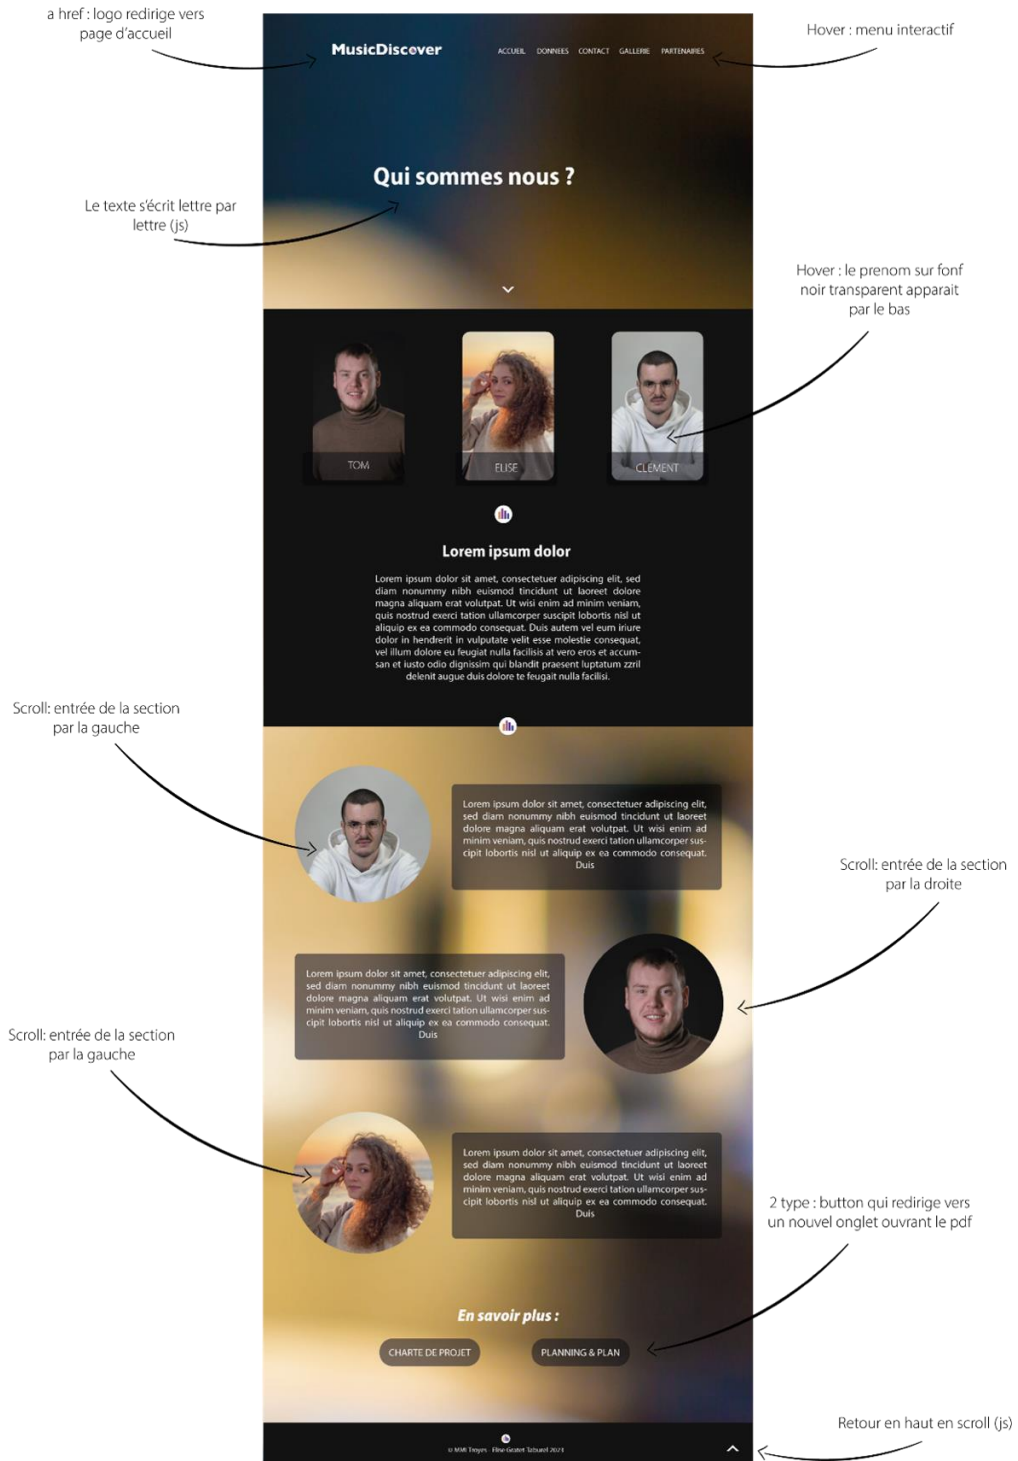 a href : logo redirige vers
page d'accueil
MusicDiscover
ACCUEIL DONNEES CONTACT GALLERIE PARTENAIRES
Hover : menu interactif
Qui sommes nous ?
Le texte s'écrit lettre par
lettre (js)
Hover : le prenom sur fonf
noir transparent apparait
par le bas
TOM
ELISE
CLEMENT
Lorem ipsum dolor
Lorem ipsum dolor sit amet, consectetuer adipiscing elit, sed
diam nonummy nibh euismod tincidunt ut laoreet dolore
magna aliquam erat volutpat. Ut wisi enim ad minim veniam,
quis nostrud exerci tation ullamcorper suscipit lobortis nisl ut
aliquip ex ea commodo consequat. Duis autem vel eum iriure
dolor in hendrerit in vulputate velit esse molestie consequat,
vel illum dolore eu feugiat nulla facilisis at vero eros et accum-
san et iusto odio dignissim qui blandit praesent luptatum zzril
delenit augue duis dolore te feugait nulla facilisi.
Scroll: entrée de la section
par la gauche
Lorem ipsum dolor sit amet, consectetuer adipiscing elit,
sed diam nonummy nibh euismod tincidunt ut laoreet
dolore magna aliquam erat volutpat. Ut wisi enim ad
minim veniam, quis nostrud exerci tation ullamcorper sus-
cipit lobortis nisl ut aliquip ex ea commodo consequat.
Duis
Scroll: entrée de la section
par la droite
Lorem ipsum dolor sit amet, consectetuer adipiscing elit,
sed diam nonummy nibh euismod tincidunt ut laoreet
dolore magna aliquam erat volutpat. Ut wisi enim ad
minim veniam, quis nostrud exerci tation ullamcorper sus-
cipit lobortis nisl ut aliquip ex ea commodo consequat.
Duis
Scroll: entrée de la section
par la gauche
Lorem ipsum dolor sit amet, consectetuer adipiscing elit,
sed diam nonummy nibh euismod tincidunt ut laoreet
dolore magna aliquam erat volutpat. Ut wisi enim ad
minim veniam, quis nostrud exerci tation ullamcorper sus-
cipit lobortis nisl ut aliquip ex ea commodo consequat.
Duis
2 type : button qui redirige vers
un nouvel onglet ouvrant le pdf
En savoir plus :
CHARTE DE PROJET
PLANNING & PLAN
Retour en haut en scroll (js)
© MMI Troyes - Elise Gratet Taburel 2021